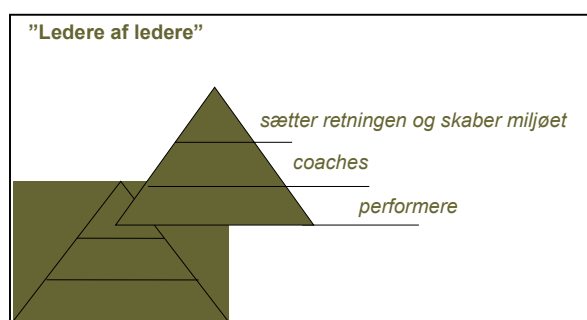 ”Ledere af ledere”
sætter retningen og skaber miljøet
coaches
performere